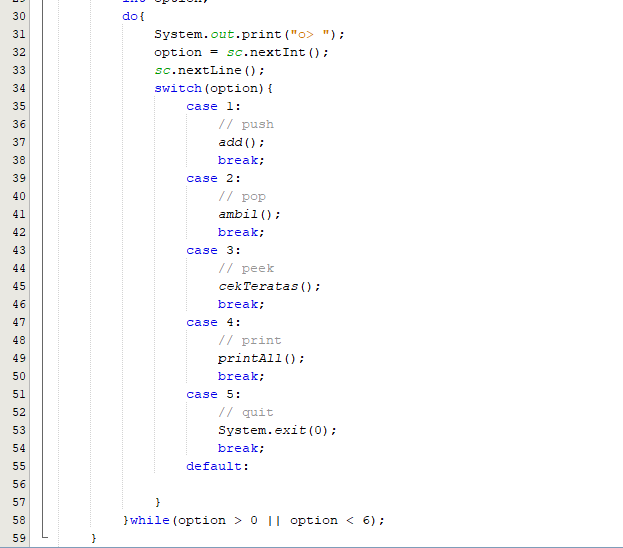 30 do{
31 System.out.print("o> ");
32 option = sc.nextInt();
33 sc.nextLine();
34 switch(option){
35 case 1:
36 // push
37 add();
38 break;
39 case 2:
40 // pop
41 ambil();
42 break;
43 case 3:
44 // peek
45 cekTeratas();
46 break;
47 case 4:
48 // print
49 printAll();
50 break;
51 case 5:
52 // quit
53 System.exit(0);
54 break;
55 default:
56
57 }
58 }while(option > 0 || option < 6);
59 }